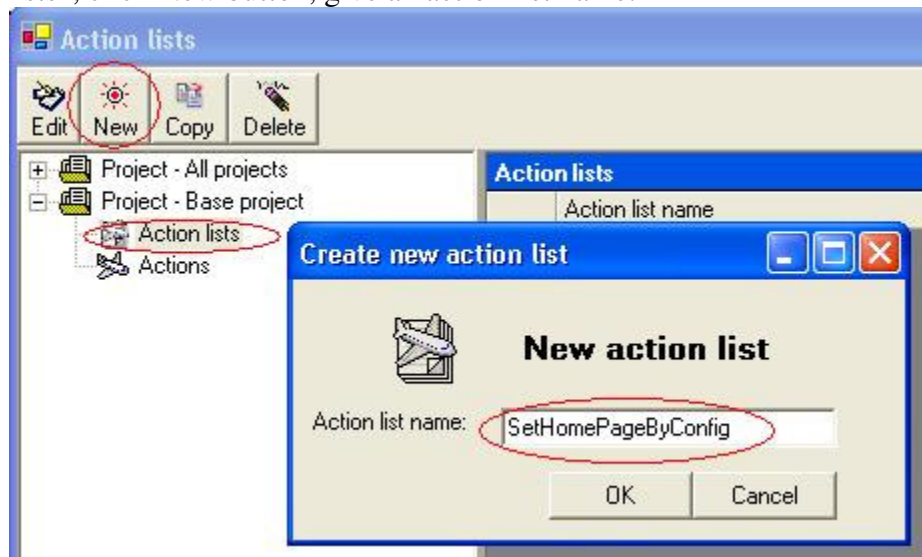 Action lists
Edit New Copy Delete
Project - All projects
Project - Base project
Action lists
Actions
Action lists
Action list name
Create new action list
New action list
Action list name: SetHomePageByConfig
OK Cancel